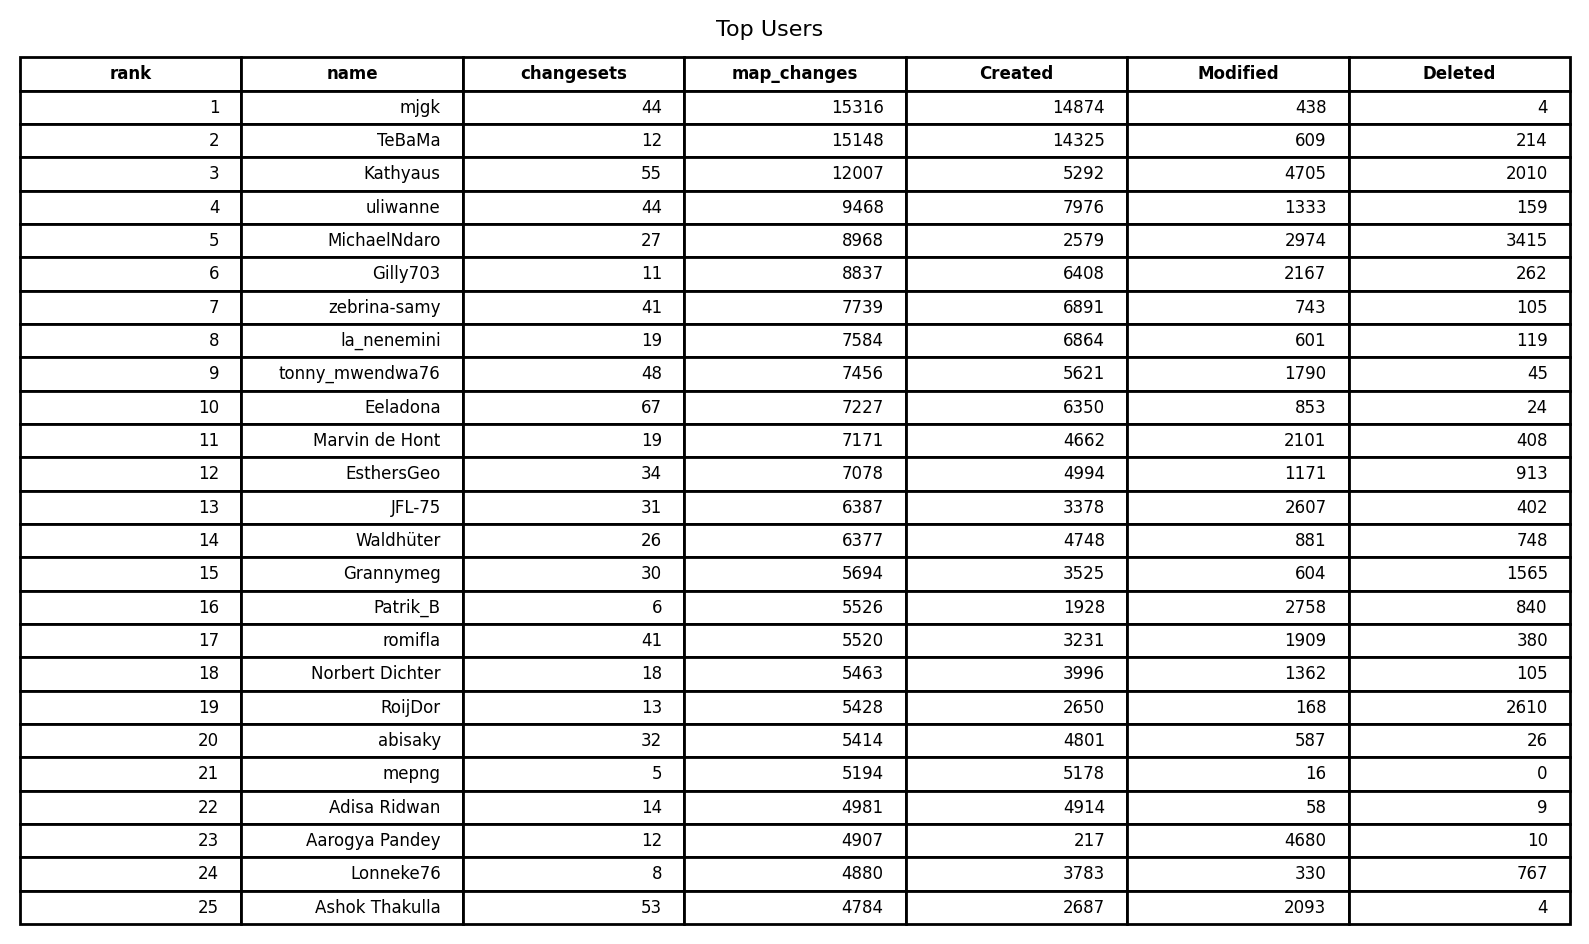 Top Users
rank name changesets map_changes Created Modified Deleted
1 mjgk 44 15316 14874 438 4
2 TeBaMa 12 15148 14325 609 214
3 Kathyaus 55 12007 5292 4705 2010
4 uliwanne 44 9468 7976 1333 159
5 MichaelNdaro 27 8968 2579 2974 3415
6 Gilly703 11 8837 6408 2167 262
7 zebrina-samy 41 7739 6891 743 105
8 la_nenemini 19 7584 6864 601 119
9 tonny_mwendwa76 48 7456 5621 1790 45
10 Eeladona 67 7227 6350 853 24
11 Marvin de Hont 19 7171 4662 2101 408
12 EsthersGeo 34 7078 4994 1171 913
13 JFL-75 31 6387 3378 2607 402
14 Waldhüter 26 6377 4748 881 748
15 Grannymeg 30 5694 3525 604 1565
16 Patrik_B 6 5526 1928 2758 840
17 romifla 41 5520 3231 1909 380
18 Norbert Dichter 18 5463 3996 1362 105
19 RoijDor 13 5428 2650 168 2610
20 abisaky 32 5414 4801 587 26
21 mepng 5 5194 5178 16 0
22 Adisa Ridwan 14 4981 4914 58 9
23 Aarogya Pandey 12 4907 217 4680 10
24 Lonneke76 8 4880 3783 330 767
25 Ashok Thakulla 53 4784 2687 2093 4